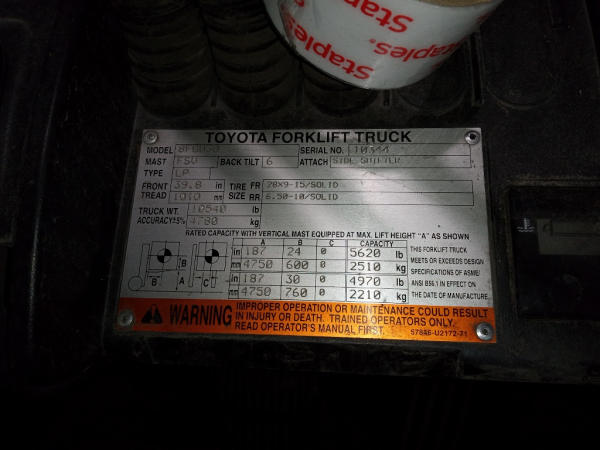 Staples
Staples.
Staples
TOYOTA FORKLIFT TRUCK
MODEL SERIAL NO. 10344
MAST FSV BACK TILT 6 ATTACH SIDE SHIFTER
TYPE LP
FRONT 39.8 in TIRE FR 28X9-15/SOLID
TREAD 1010 mm SIZE RR 6.50-10/SOLID
TRUCK WT. 10540 lb
ACCURACY±5% 4780 kg
RATED CAPACITY WITH VERTICAL MAST EQUIPPED AT MAX. LIFT HEIGHT "A" AS SHOWN
A B C CAPACITY
in 187 24 0 5620 lb THIS FORKLIFT TRUCK
mm 4750 600 0 2510 kg MEETS OR EXCEEDS DESIGN
SPECIFICATIONS OF ASME/
in 187 30 0 4970 lb ANSI B56.1 IN EFFECT ON
mm 4750 760 0 2210 kg THE DATE OF MANUFACTURE.
B A B C
WARNING IMPROPER OPERATION OR MAINTENANCE COULD RESULT
IN INJURY OR DEATH. TRAINED OPERATORS ONLY.
READ OPERATOR'S MANUAL FIRST. 57846-U2172-71